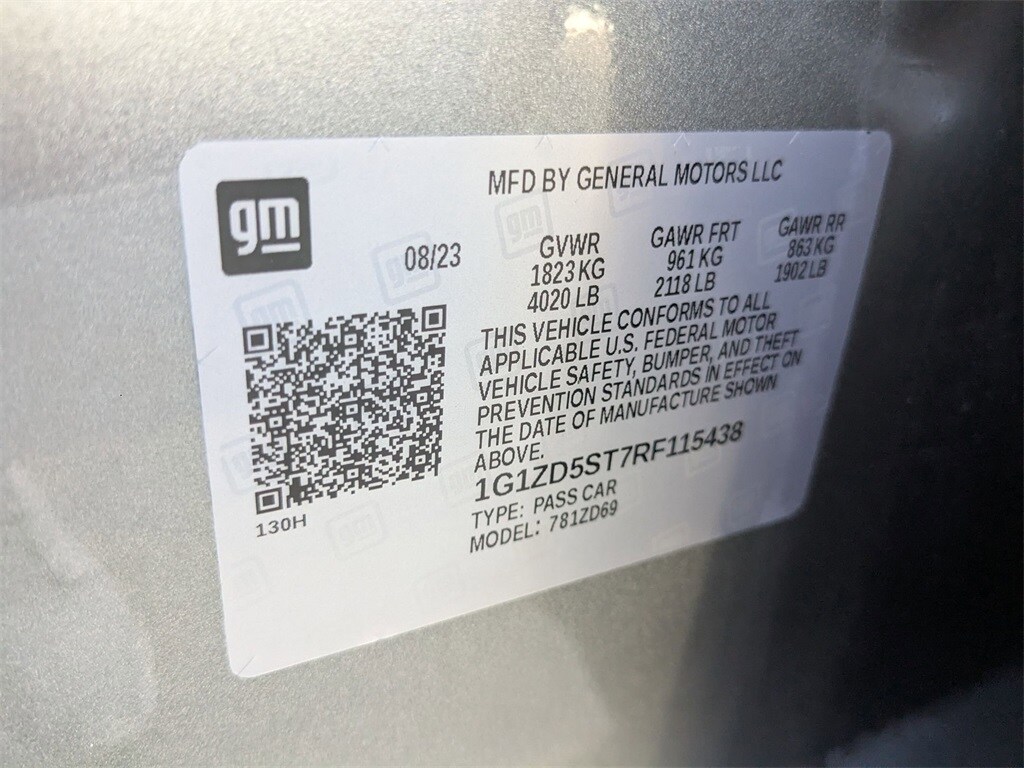 gm
MFD BY GENERAL MOTORS LLC
08/23
GVWR
1823 KG
4020 LB
GAWR FRT
961 KG
2118 LB
GAWR RR
863 KG
1902 LB
THIS VEHICLE CONFORMS TO ALL
APPLICABLE U.S. FEDERAL MOTOR
VEHICLE SAFETY, BUMPER, AND THEFT
PREVENTION STANDARDS IN EFFECT ON
THE DATE OF MANUFACTURE SHOWN
ABOVE.
1G1ZD5ST7RF115438
TYPE: PASS CAR
MODEL: 781ZD69
130H